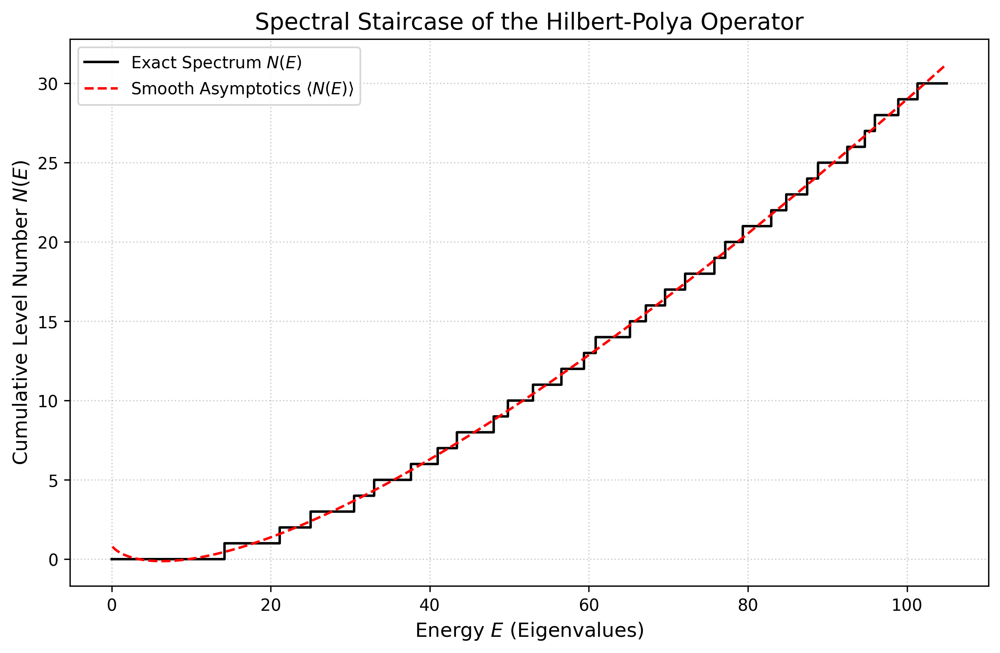 Spectral Staircase of the Hilbert-Polya Operator
Exact Spectrum N(E)
Smooth Asymptotics ⟨N(E)⟩
Cumulative Level Number N(E)
30
25
20
15
10
5
0
0 20 40 60 80 100
Energy E (Eigenvalues)